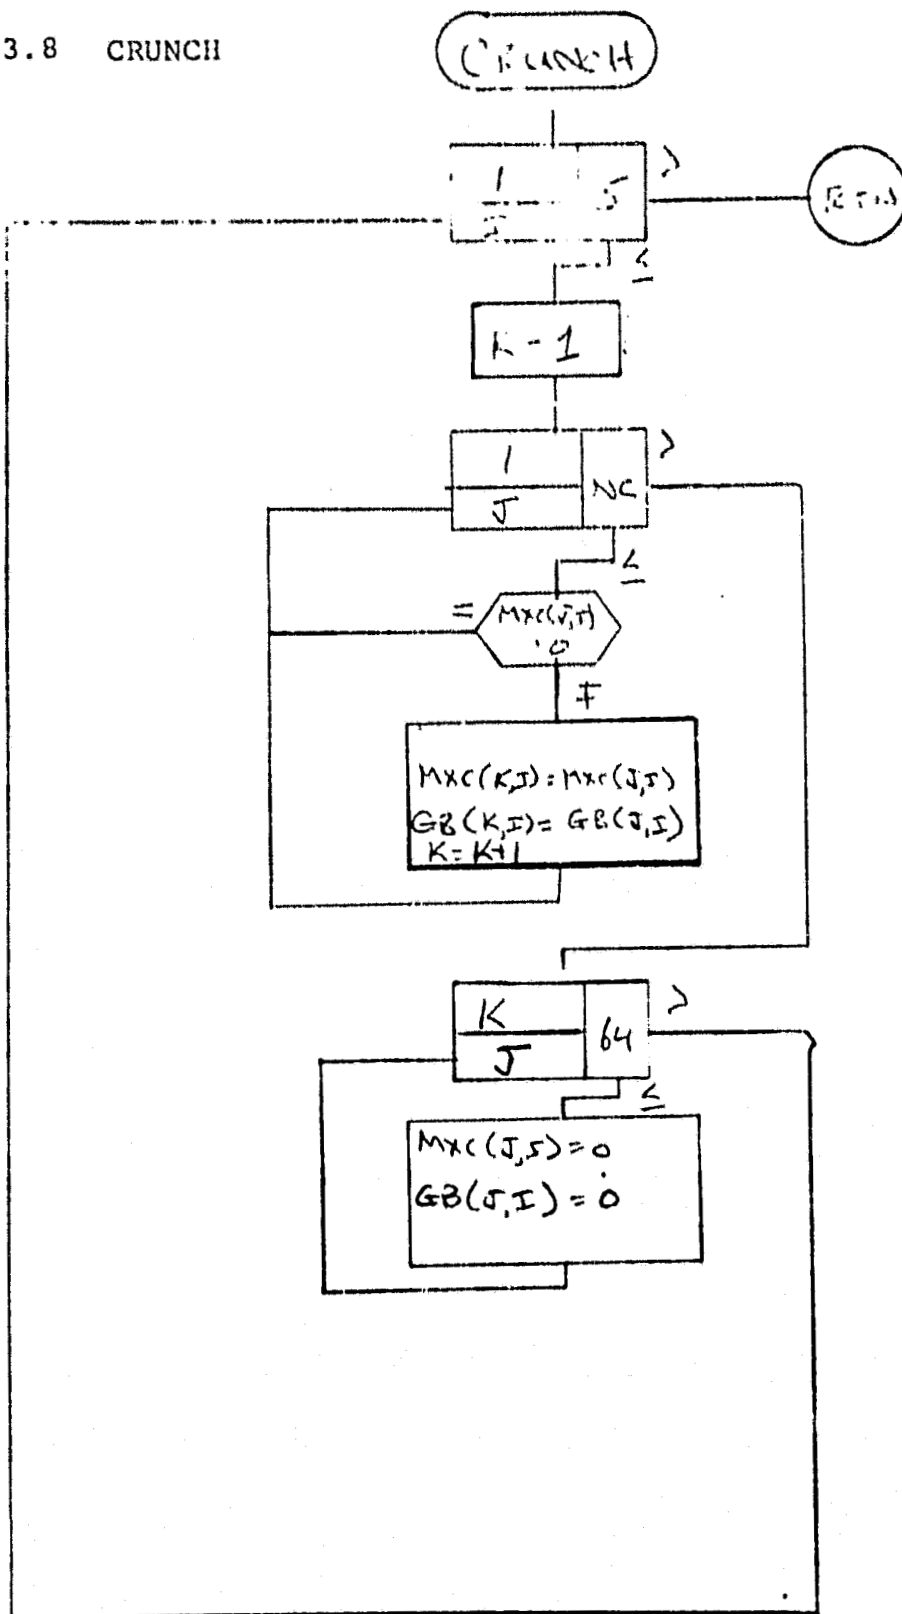 3.8 CRUNCH
CRUNCH
1
I
5
>
RETN
≤
K - 1
1
J
NC
>
≤
=
MXC(J,I)
: 0
≠
MXC(K,I) = MXC(J,I)
GB(K,I) = GB(J,I)
K = K+1
K
J
64
>
≤
MXC(J,I) = 0
GB(J,I) = 0